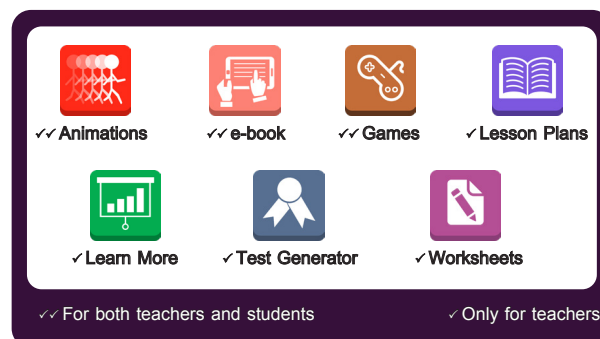 ✓✓Animations ✓✓e-book ✓✓Games ✓Lesson Plans
✓Learn More ✓Test Generator ✓Worksheets
✓✓For both teachers and students ✓Only for teachers